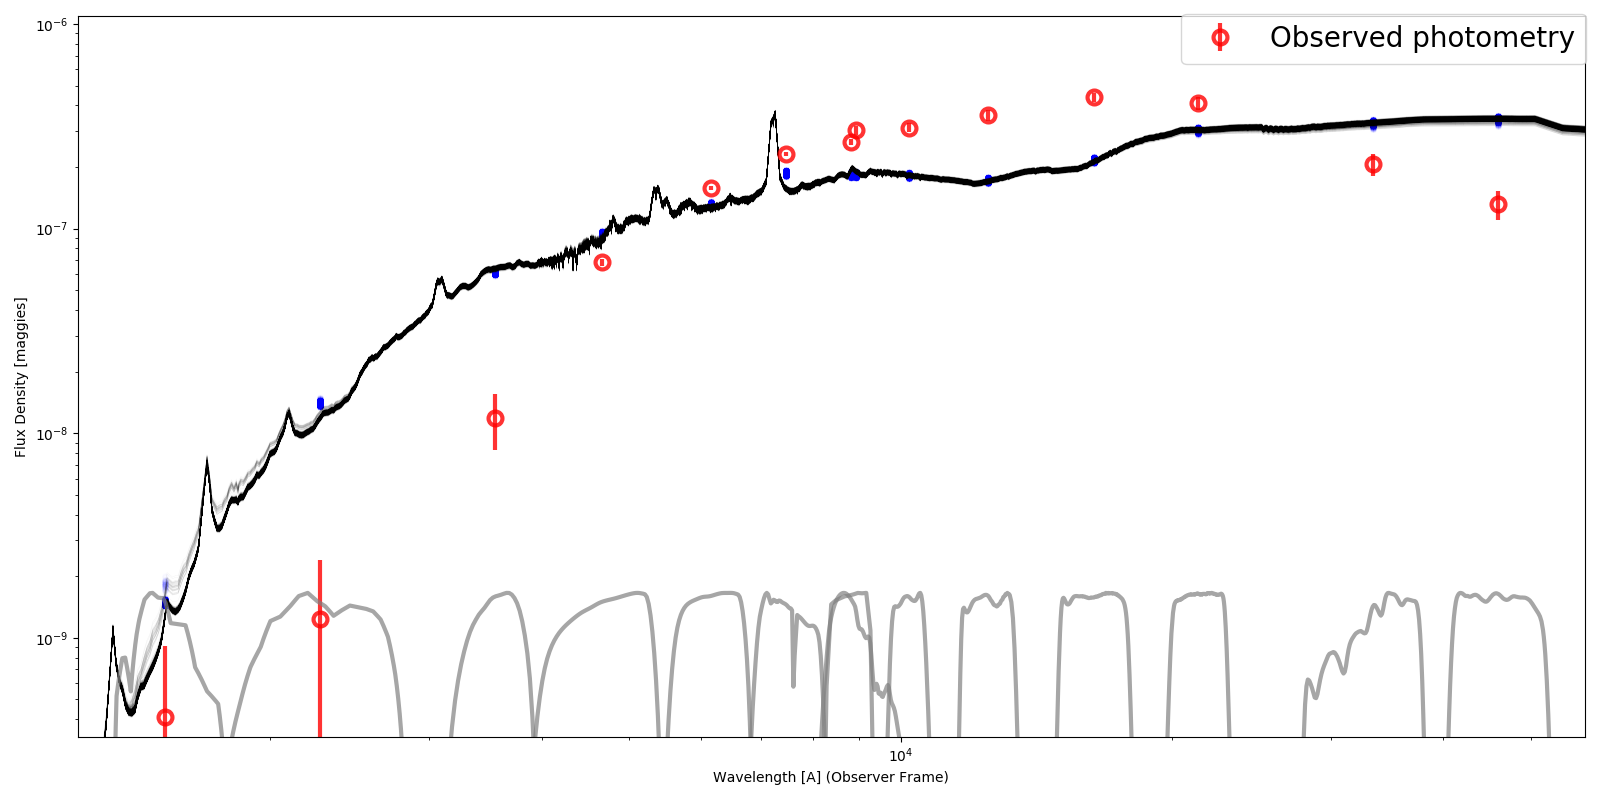 Observed photometry
10⁻⁶
10⁻⁷
10⁻⁸
10⁻⁹
Flux Density [maggies]
10⁴
Wavelength [A] (Observer Frame)